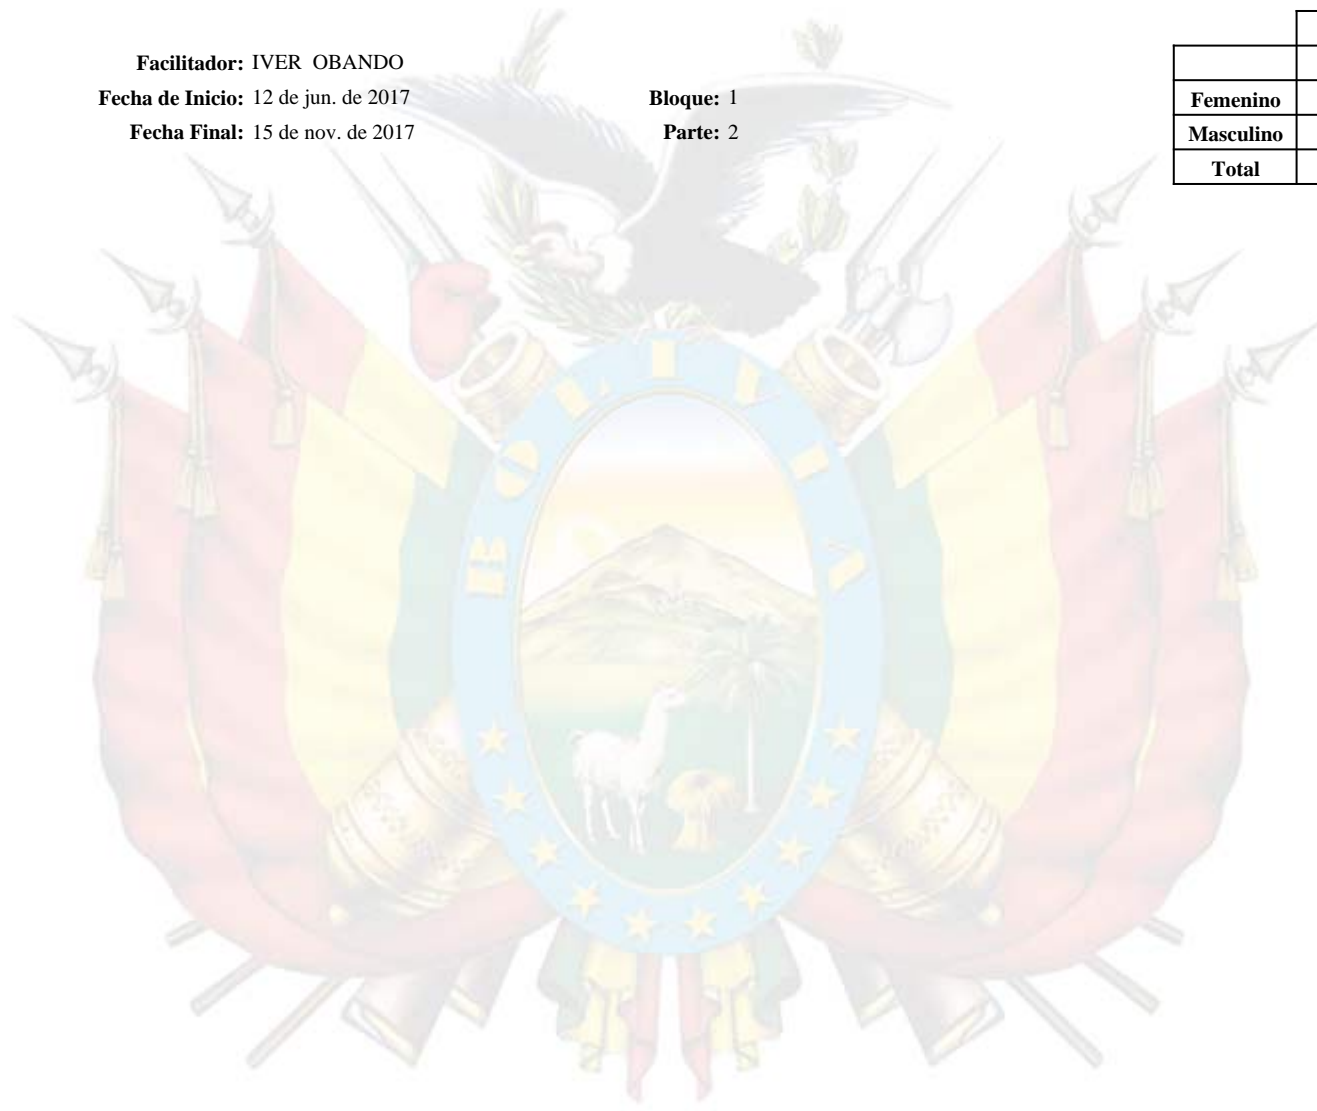 Facilitador: IVER OBANDO
Fecha de Inicio: 12 de jun. de 2017 Bloque: 1
Fecha Final: 15 de nov. de 2017 Parte: 2
Femenino
Masculino
Total
BOLIVIA